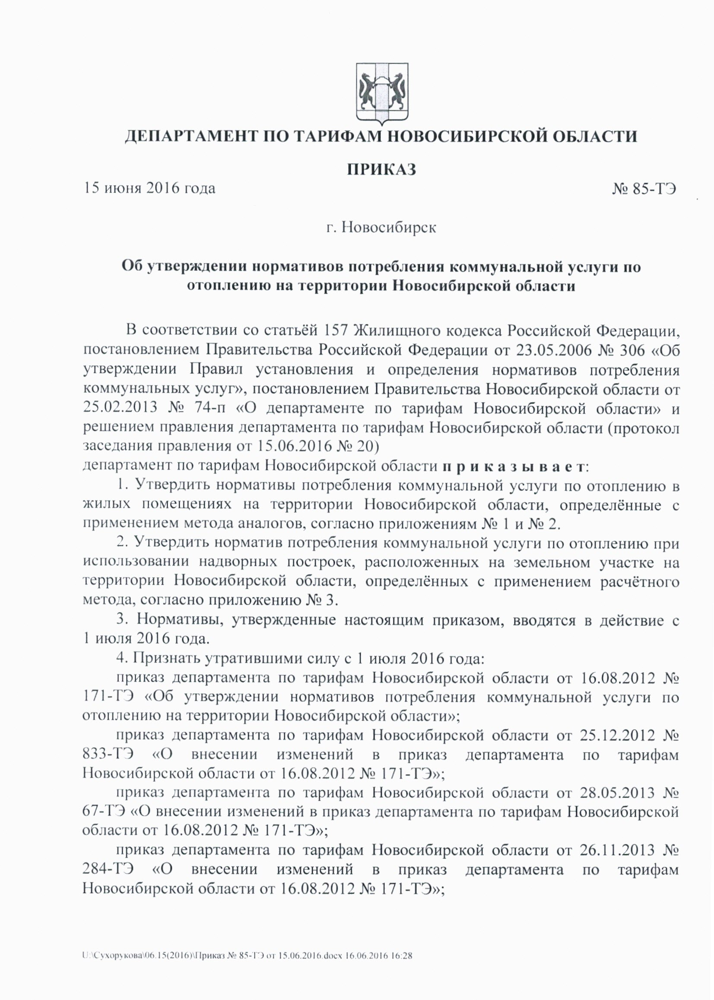 ДЕПАРТАМЕНТ ПО ТАРИФАМ НОВОСИБИРСКОЙ ОБЛАСТИ
ПРИКАЗ
15 июня 2016 года № 85-ТЭ
г. Новосибирск
Об утверждении нормативов потребления коммунальной услуги по
отоплению на территории Новосибирской области
В соответствии со статьёй 157 Жилищного кодекса Российской Федерации,
постановлением Правительства Российской Федерации от 23.05.2006 № 306 «Об
утверждении Правил установления и определения нормативов потребления
коммунальных услуг», постановлением Правительства Новосибирской области от
25.02.2013 № 74-п «О департаменте по тарифам Новосибирской области» и
решением правления департамента по тарифам Новосибирской области (протокол
заседания правления от 15.06.2016 № 20)
департамент по тарифам Новосибирской области п р и к а з ы в а е т:
1. Утвердить нормативы потребления коммунальной услуги по отоплению в
жилых помещениях на территории Новосибирской области, определённые с
применением метода аналогов, согласно приложениям № 1 и № 2.
2. Утвердить норматив потребления коммунальной услуги по отоплению при
использовании надворных построек, расположенных на земельном участке на
территории Новосибирской области, определённых с применением расчётного
метода, согласно приложению № 3.
3. Нормативы, утвержденные настоящим приказом, вводятся в действие с
1 июля 2016 года.
4. Признать утратившими силу с 1 июля 2016 года:
приказ департамента по тарифам Новосибирской области от 16.08.2012 №
171-ТЭ «Об утверждении нормативов потребления коммунальной услуги по
отоплению на территории Новосибирской области»;
приказ департамента по тарифам Новосибирской области от 25.12.2012 №
833-ТЭ «О внесении изменений в приказ департамента по тарифам
Новосибирской области от 16.08.2012 № 171-ТЭ»;
приказ департамента по тарифам Новосибирской области от 28.05.2013 №
67-ТЭ «О внесении изменений в приказ департамента по тарифам Новосибирской
области от 16.08.2012 № 171-ТЭ»;
приказ департамента по тарифам Новосибирской области от 26.11.2013 №
284-ТЭ «О внесении изменений в приказ департамента по тарифам
Новосибирской области от 16.08.2012 № 171-ТЭ»;
U:\Сухорукова\06.15(2016)\Приказ № 85-ТЭ от 15.06.2016.docx 16.06.2016 16:28